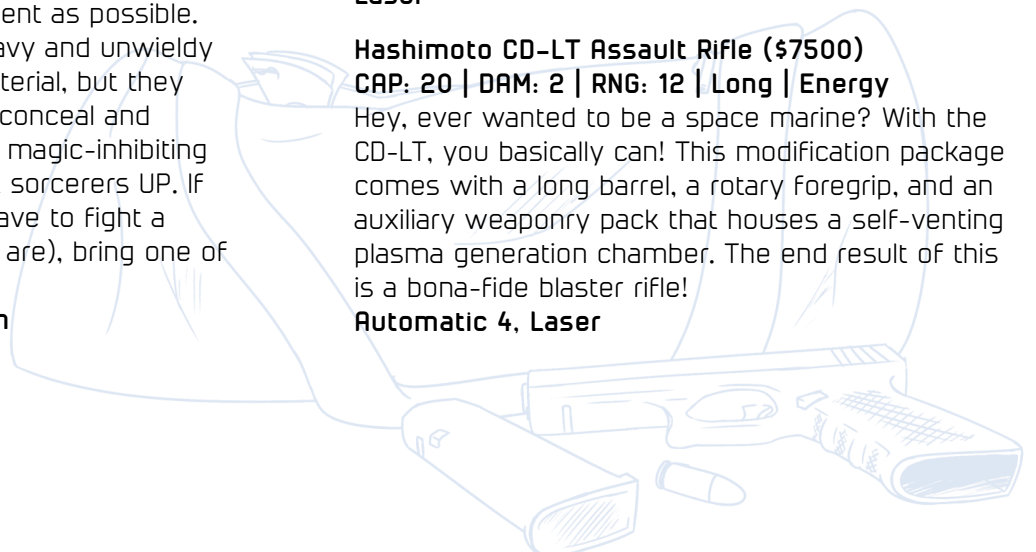 ent as possible.
avy and unwieldy
terial, but they
conceal and
magic-inhibiting
sorcerers UP. If
ave to fight a
are), bring one of
Laser
Hashimoto CD-LT Assault Rifle ($7500)
CAP: 20 | DAM: 2 | RNG: 12 | Long | Energy
Hey, ever wanted to be a space marine? With the
CD-LT, you basically can! This modification package
comes with a long barrel, a rotary foregrip, and an
auxiliary weaponry pack that houses a self-venting
plasma generation chamber. The end result of this
is a bona-fide blaster rifle!
Automatic 4, Laser